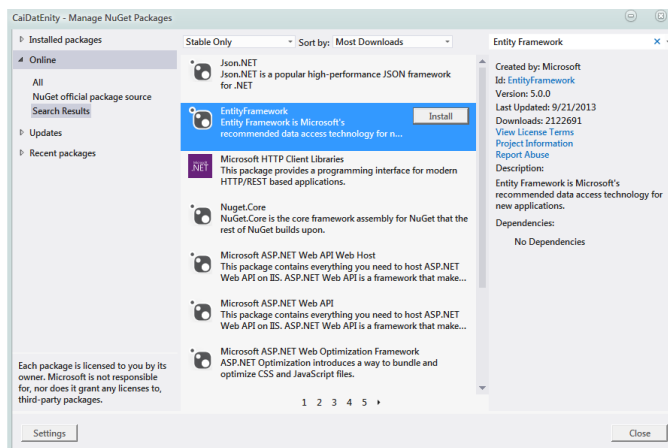 CaiDatEnity - Manage NuGet Packages
Installed packages
Online
All
NuGet official package source
Search Results
Updates
Recent packages
Each package is licensed to you by its
owner. Microsoft is not responsible
for, nor does it grant any licenses to,
third-party packages.
Stable Only
Sort by: Most Downloads
Json.NET
Json.NET is a popular high-performance JSON framework
for .NET
EntityFramework
Entity Framework is Microsoft's
recommended data access technology for n...
Install
.NET
Microsoft HTTP Client Libraries
This package provides a programming interface for modern
HTTP/REST based applications.
Nuget.Core
NuGet.Core is the core framework assembly for NuGet that the
rest of NuGet builds upon.
Microsoft ASP.NET Web API Web Host
This package contains everything you need to host ASP.NET
Web API on IIS. ASP.NET Web API is a framework that make...
Microsoft ASP.NET Web API
This package contains everything you need to host ASP.NET
Web API on IIS. ASP.NET Web API is a framework that make...
Microsoft ASP.NET Web Optimization Framework
ASP.NET Optimization introduces a way to bundle and
optimize CSS and JavaScript files.
1 2 3 4 5
Entity Framework
Created by: Microsoft
Id: EntityFramework
Version: 5.0.0
Last Updated: 9/21/2013
Downloads: 2122691
View License Terms
Project Information
Report Abuse
Description:
Entity Framework is Microsoft's
recommended data access technology for
new applications.
Dependencies:
No Dependencies
Settings
Close